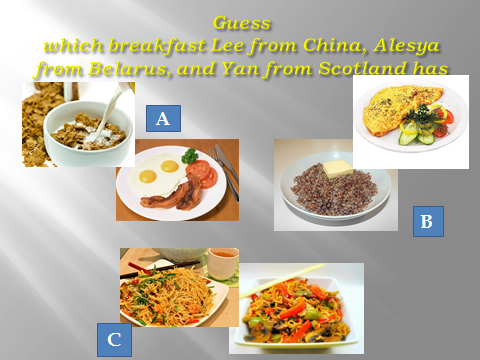 Guess
which breakfast Lee from China, Alesya
from Belarus, and Yan from Scotland has
A
B
C